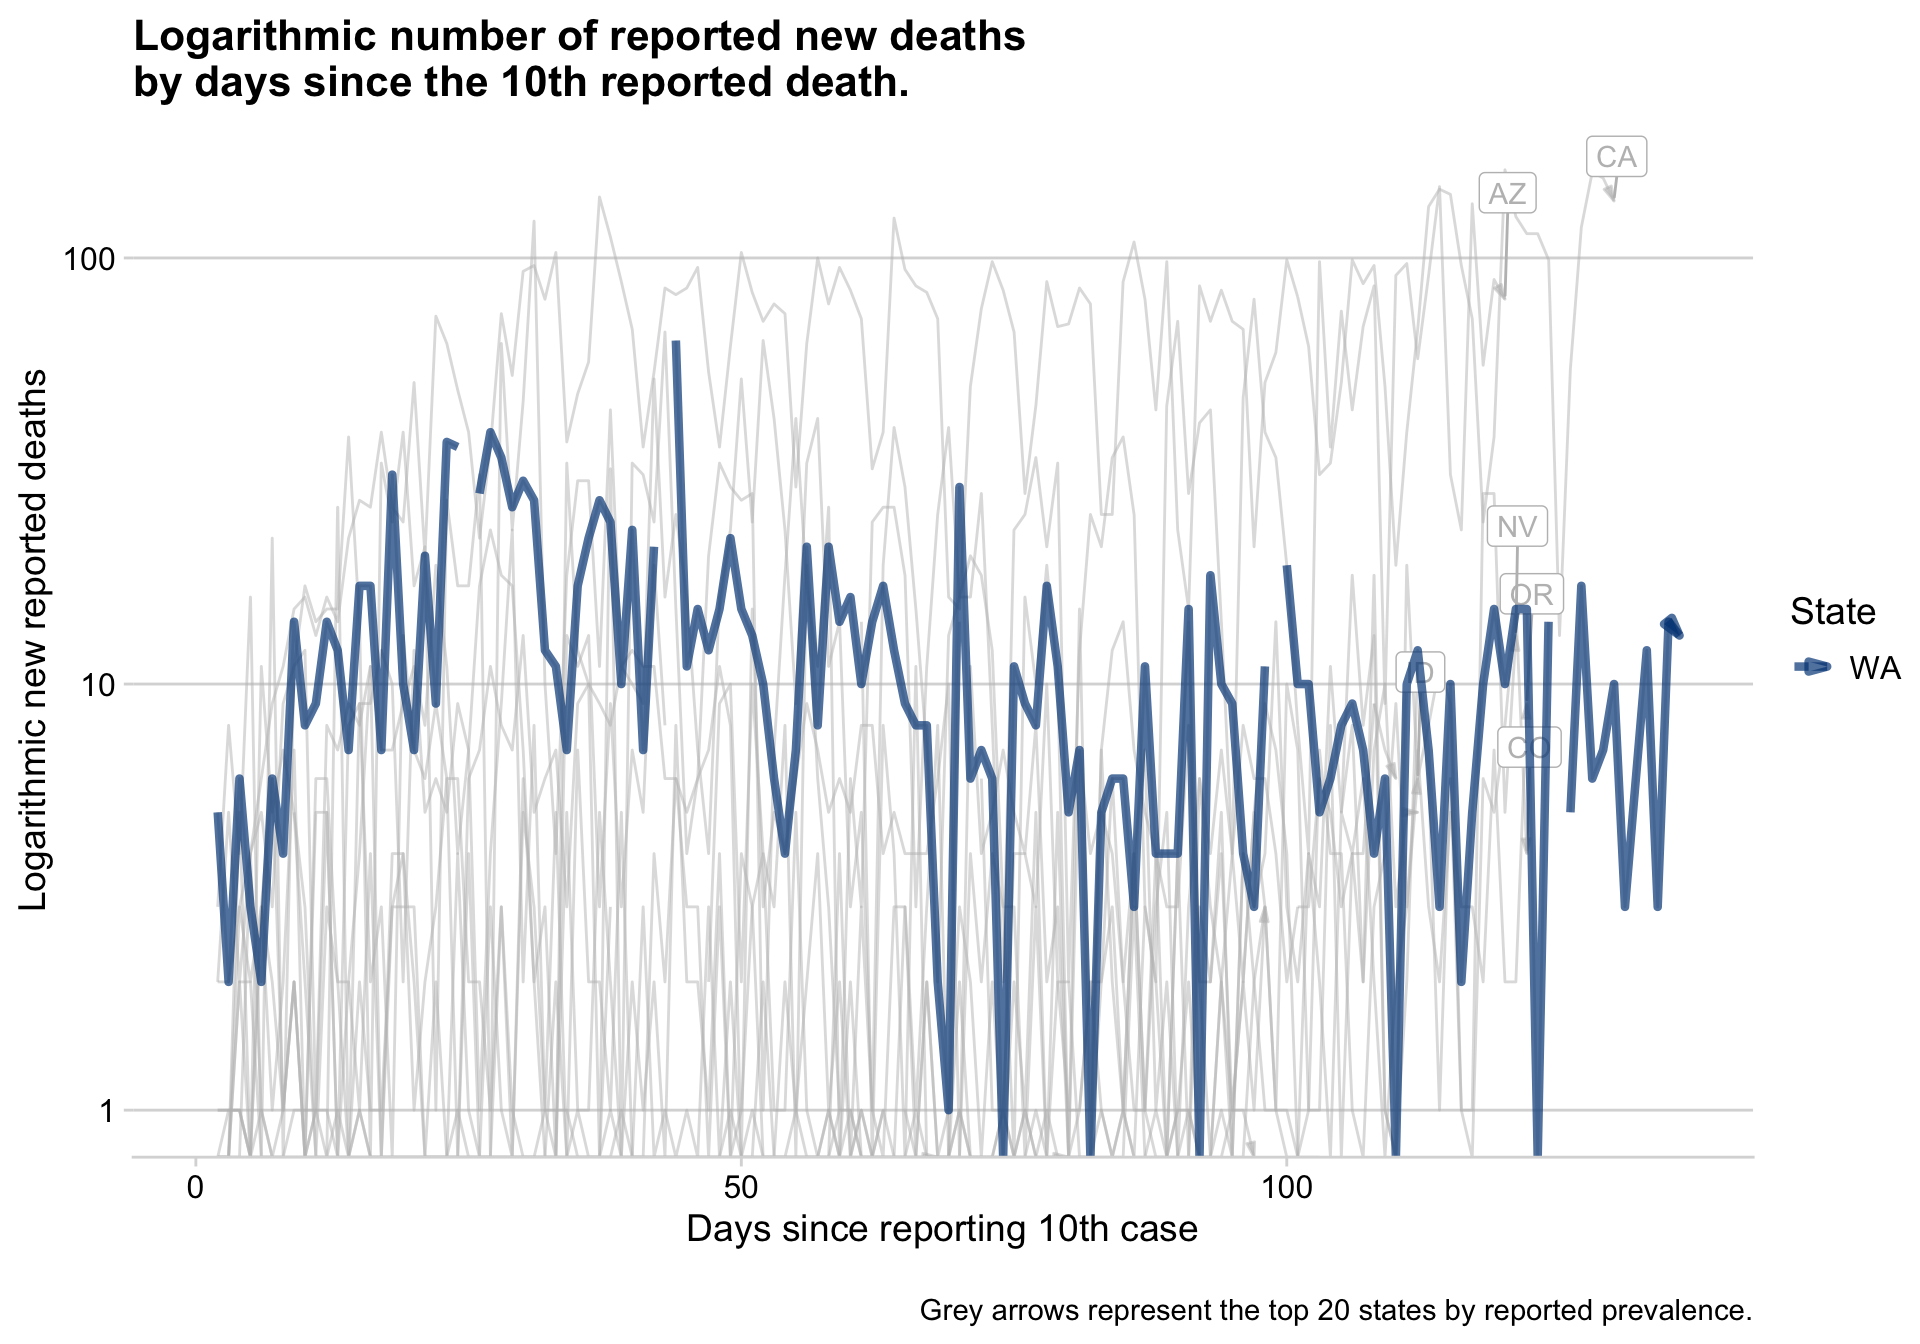 Logarithmic number of reported new deaths
by days since the 10th reported death.
CA
AZ
100
NV
OR
State
WA
10
CO
1
0
50
100
Logarithmic new reported deaths
Days since reporting 10th case
Grey arrows represent the top 20 states by reported prevalence.